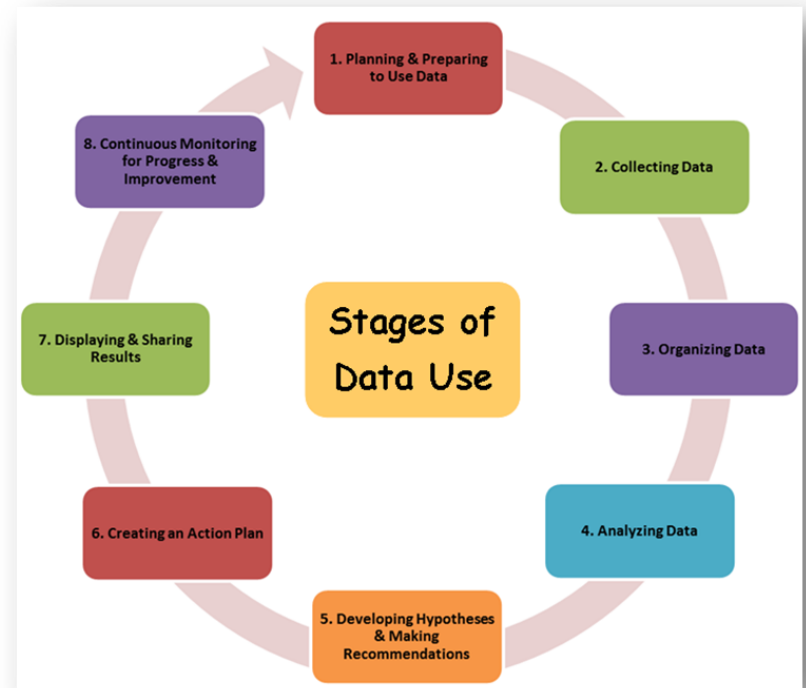 1. Planning & Preparing
to Use Data
2. Collecting Data
3. Organizing Data
4. Analyzing Data
5. Developing Hypotheses
& Making
Recommendations
6. Creating an Action Plan
7. Displaying & Sharing
Results
8. Continuous Monitoring
for Progress &
Improvement
Stages of
Data Use